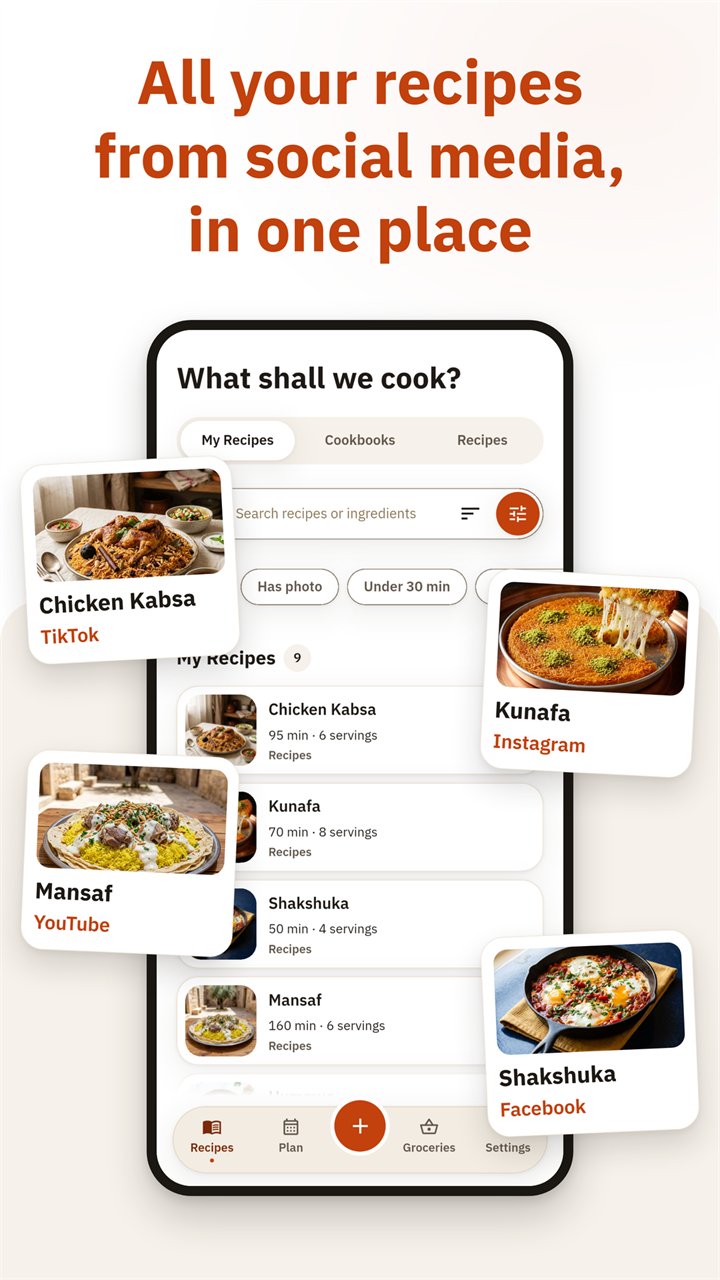 All your recipes
from social media,
in one place
What shall we cook?
My Recipes
Cookbooks
Recipes
Search recipes or ingredients
Has photo
Under 30 min
Chicken Kabsa
TikTok
Kunafa
Instagram
My Recipes 9
Chicken Kabsa
95 min · 6 servings
Recipes
Kunafa
70 min · 8 servings
Recipes
Mansaf
YouTube
Shakshuka
50 min · 4 servings
Recipes
Mansaf
160 min · 6 servings
Recipes
Shakshuka
Facebook
Recipes
Plan
Groceries
Settings